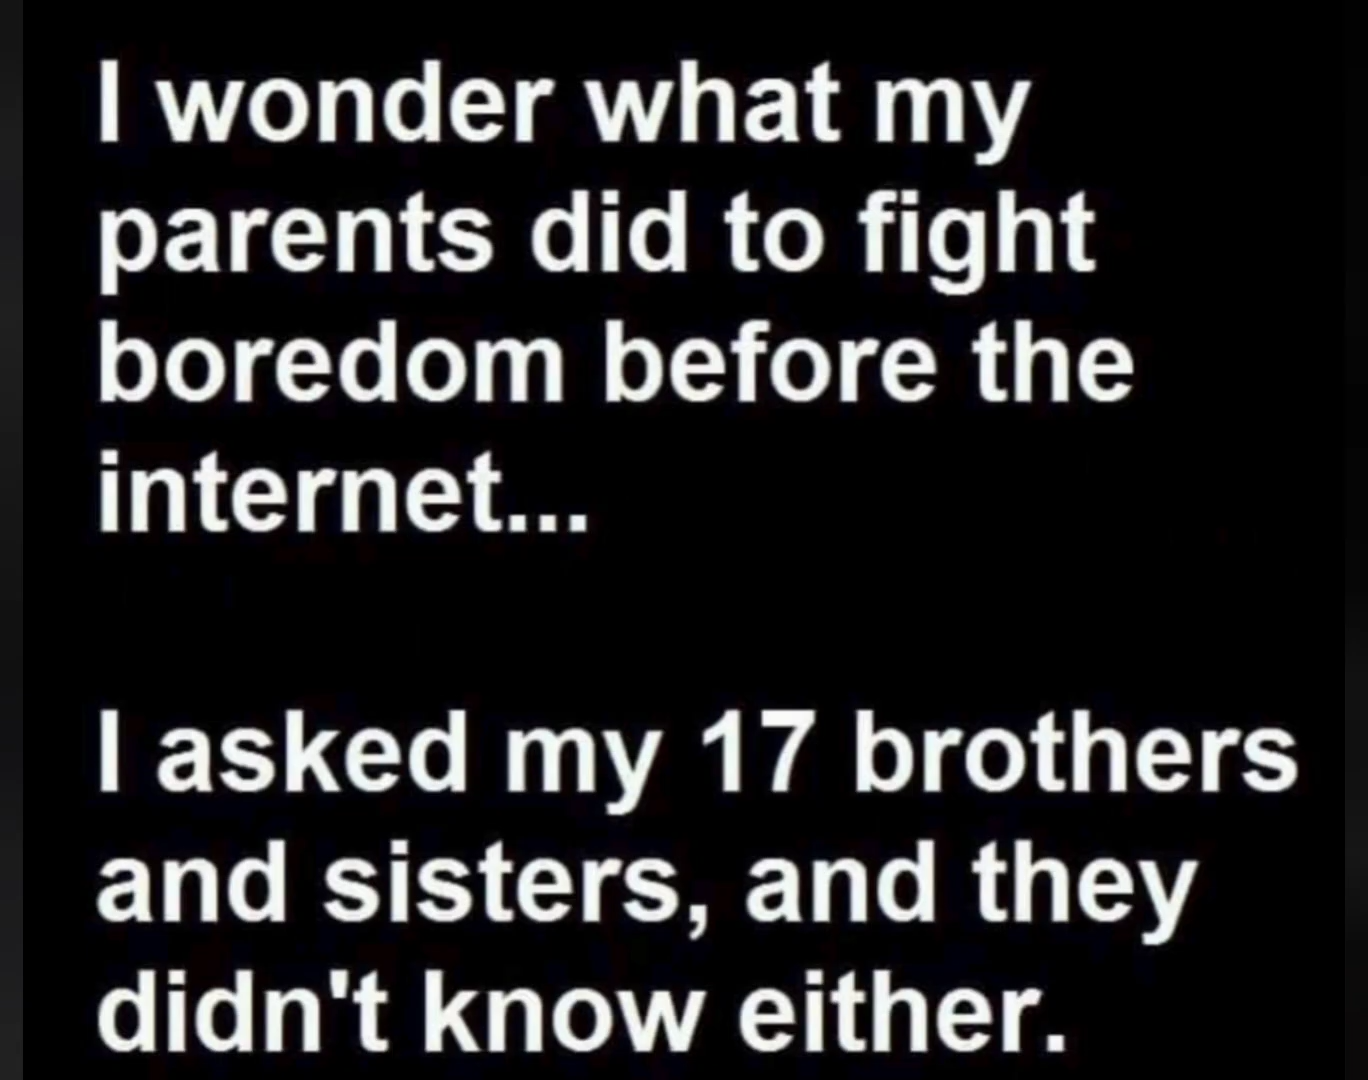 I wonder what my
parents did to fight
boredom before the
internet...
I asked my 17 brothers
and sisters, and they
didn't know either.